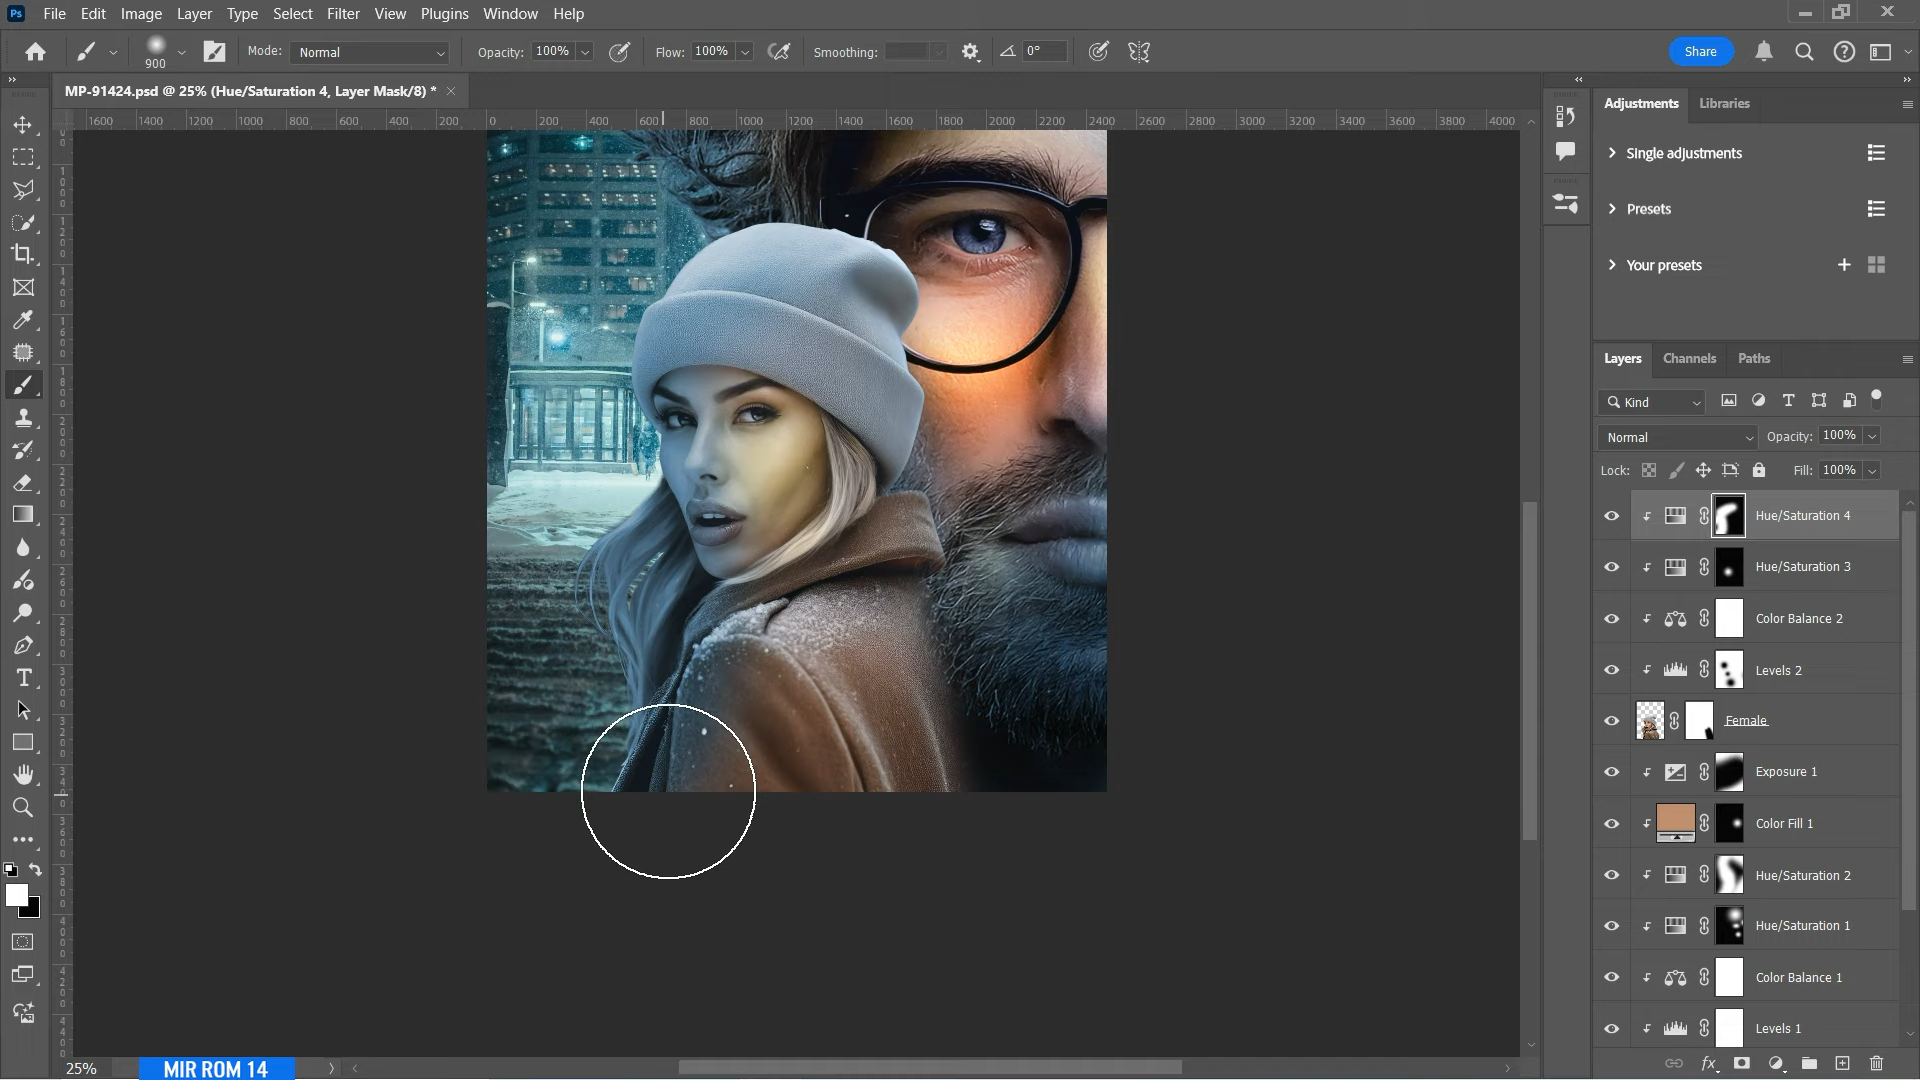 Ps File Edit Image Layer Type Select Filter View Plugins Window Help
900 Mode: Normal Opacity: 100% Flow: 100% Smoothing: 0° Share
MP-91424.psd @ 25% (Hue/Saturation 4, Layer Mask/8) *
1600 1400 1200 1000 800 600 400 200 0 200 400 600 800 1000 1200 1400 1600 1800 2000 2200 2400 2600 2800 3000 3200 3400 3600 3800 4000
Adjustments Libraries
Single adjustments
Presets
Your presets
Layers Channels Paths
Kind
Normal Opacity: 100%
Lock: Fill: 100%
Hue/Saturation 4
Hue/Saturation 3
Color Balance 2
Levels 2
Female
Exposure 1
Color Fill 1
Hue/Saturation 2
Hue/Saturation 1
Color Balance 1
Levels 1
25% MIR ROM 14